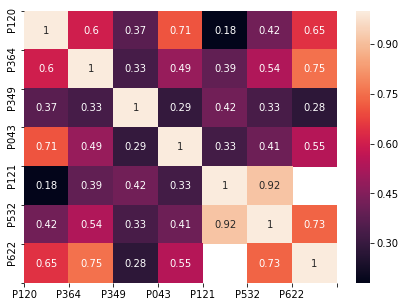 P120 1 0.6 0.37 0.71 0.18 0.42 0.65
P364 0.6 1 0.33 0.49 0.39 0.54 0.75
P349 0.37 0.33 1 0.29 0.42 0.33 0.28
P043 0.71 0.49 0.29 1 0.33 0.41 0.55
P121 0.18 0.39 0.42 0.33 1 0.92
P532 0.42 0.54 0.33 0.41 0.92 1 0.73
P622 0.65 0.75 0.28 0.55 0.73 1
P120 P364 P349 P043 P121 P532 P622
0.90
0.75
0.60
0.45
0.30